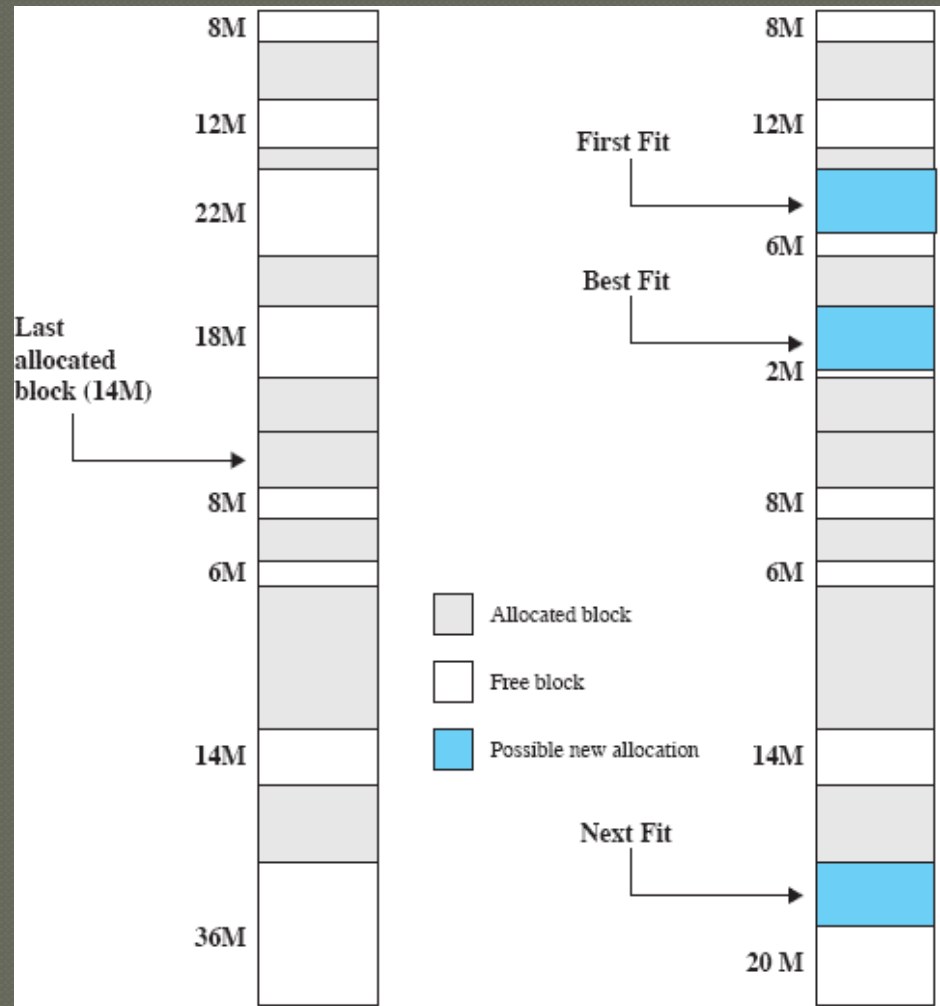 8M
12M
22M
18M
Last
allocated
block (14M)
8M
6M
14M
36M
Allocated block
Free block
Possible new allocation
8M
12M
First Fit
6M
Best Fit
2M
8M
6M
14M
Next Fit
20 M